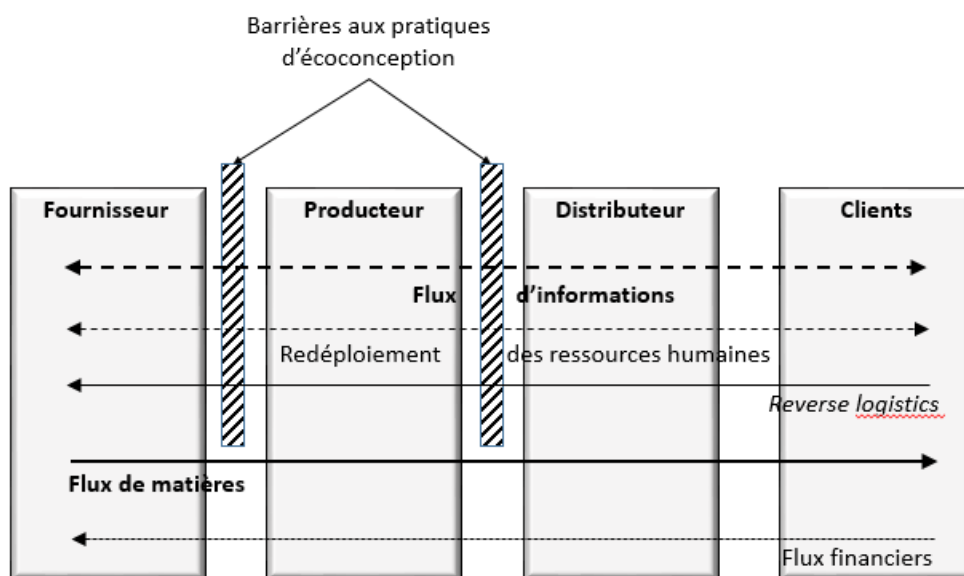 Barrières aux pratiques
d'écoconception
Fournisseur
Producteur
Distributeur
Clients
Flux d'informations
Redéploiement des ressources humaines
Reverse logistics
Flux de matières
Flux financiers